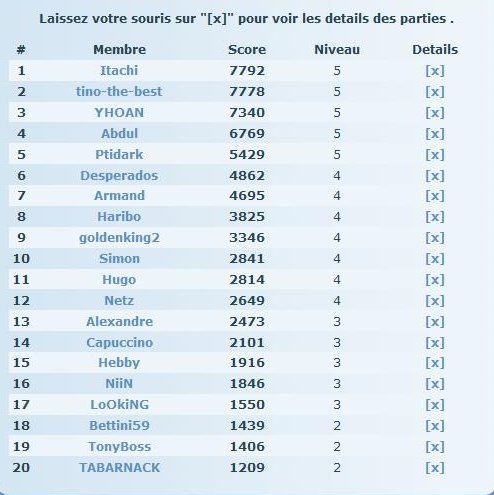 Laissez votre souris sur "[x]" pour voir les details des parties .
# Membre Score Niveau Details
1 Itachi 7792 5 [x]
2 tino-the-best 7778 5 [x]
3 YHOAN 7340 5 [x]
4 Abdul 6769 5 [x]
5 Ptidark 5429 5 [x]
6 Desperados 4862 4 [x]
7 Armand 4695 4 [x]
8 Haribo 3825 4 [x]
9 goldenking2 3346 4 [x]
10 Simon 2841 4 [x]
11 Hugo 2814 4 [x]
12 Netz 2649 4 [x]
13 Alexandre 2473 3 [x]
14 Capuccino 2101 3 [x]
15 Hebby 1916 3 [x]
16 NiiN 1846 3 [x]
17 LoOkiNG 1550 3 [x]
18 Bettini59 1439 2 [x]
19 TonyBoss 1406 2 [x]
20 TABARNACK 1209 2 [x]